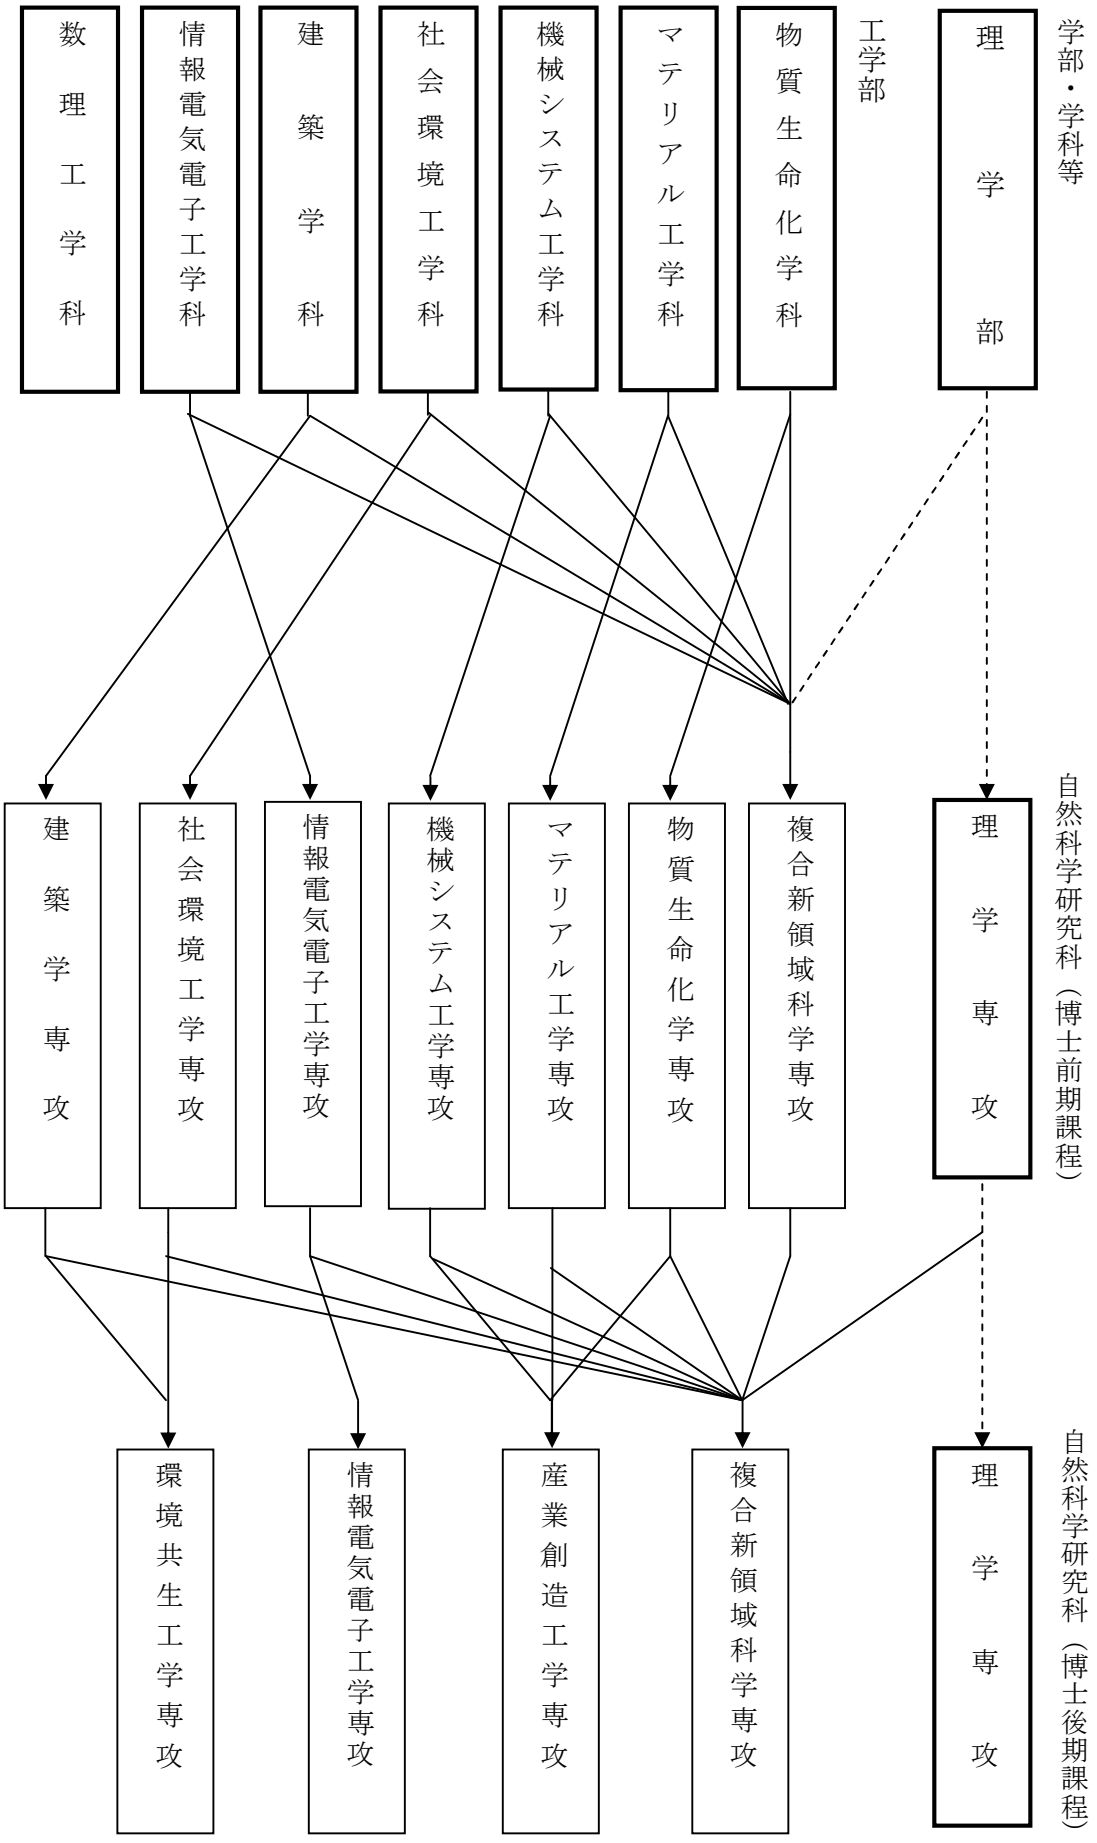 学部・学科等
理学部
工学部
物質生命化学科
マテリアル工学科
機械システム工学科
社会環境工学科
建築学科
情報電気電子工学科
数理工学科
自然科学研究科（博士前期課程）
理学専攻
複合新領域科学専攻
物質生命化学専攻
マテリアル工学専攻
機械システム工学専攻
情報電気電子工学専攻
社会環境工学専攻
建築学専攻
自然科学研究科（博士後期課程）
理学専攻
複合新領域科学専攻
産業創造工学専攻
情報電気電子工学専攻
環境共生工学専攻